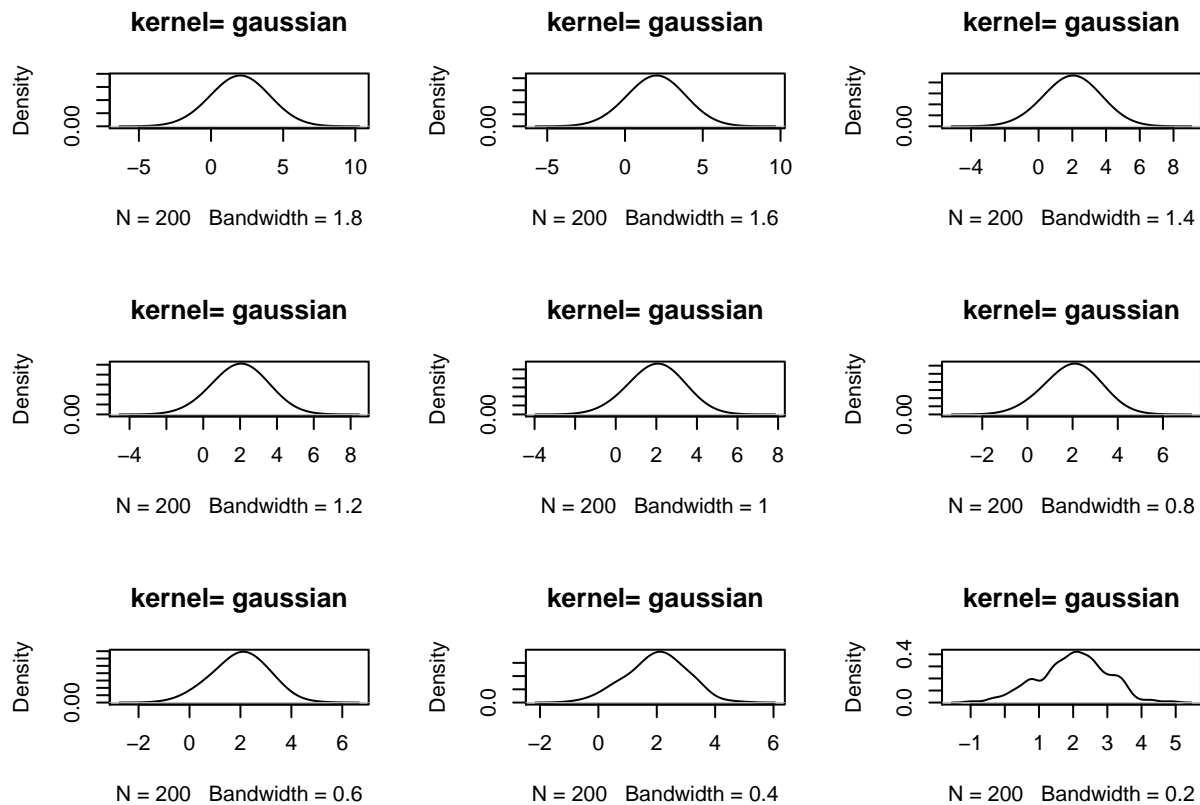 kernel= gaussian
Density
0.00
−5 0 5 10
N = 200 Bandwidth = 1.8
kernel= gaussian
Density
0.00
−5 0 5 10
N = 200 Bandwidth = 1.6
kernel= gaussian
Density
0.00
−4 0 2 4 6 8
N = 200 Bandwidth = 1.4
kernel= gaussian
Density
0.00
−4 0 2 4 6 8
N = 200 Bandwidth = 1.2
kernel= gaussian
Density
0.00
−4 0 2 4 6 8
N = 200 Bandwidth = 1
kernel= gaussian
Density
0.00
−2 0 2 4 6
N = 200 Bandwidth = 0.8
kernel= gaussian
Density
0.00
−2 0 2 4 6
N = 200 Bandwidth = 0.6
kernel= gaussian
Density
0.0
−2 0 2 4 6
N = 200 Bandwidth = 0.4
kernel= gaussian
Density
0.0 0.4
−1 1 2 3 4 5
N = 200 Bandwidth = 0.2